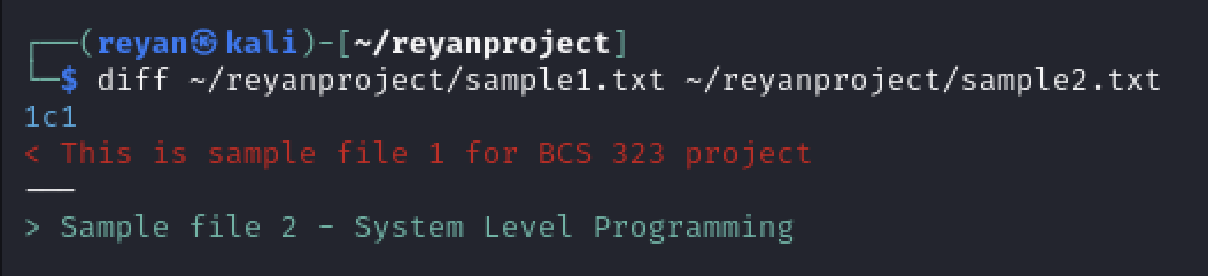 ┌──(reyan㉿kali)-[~/reyanproject]
└─$ diff ~/reyanproject/sample1.txt ~/reyanproject/sample2.txt
1c1
< This is sample file 1 for BCS 323 project
---
> Sample file 2 - System Level Programming